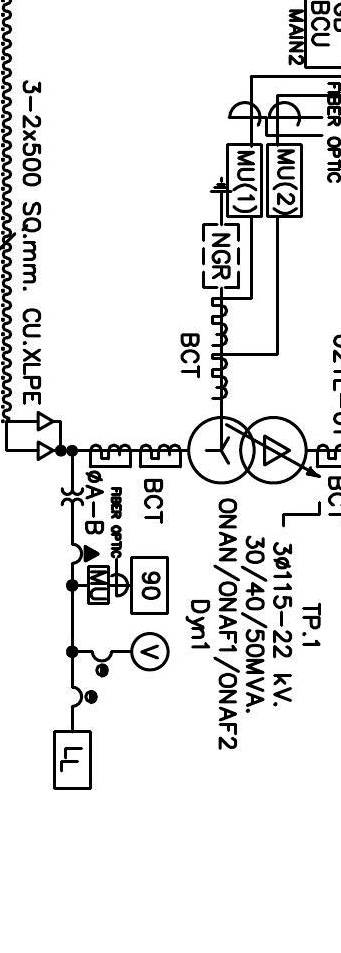 BCU
MAIN2
FIBER OPTIC
MU(2)
MU(1)
NGR
BCT
3-2x500 SQ.mm. CU.XLPE
BCT
TP.1
3ø115-22 kV.
30/40/50MVA.
ONAN/ONAF1/ONAF2
Dyn1
BCT
FIBER OPTIC
øA-B
90
MU
V
LL